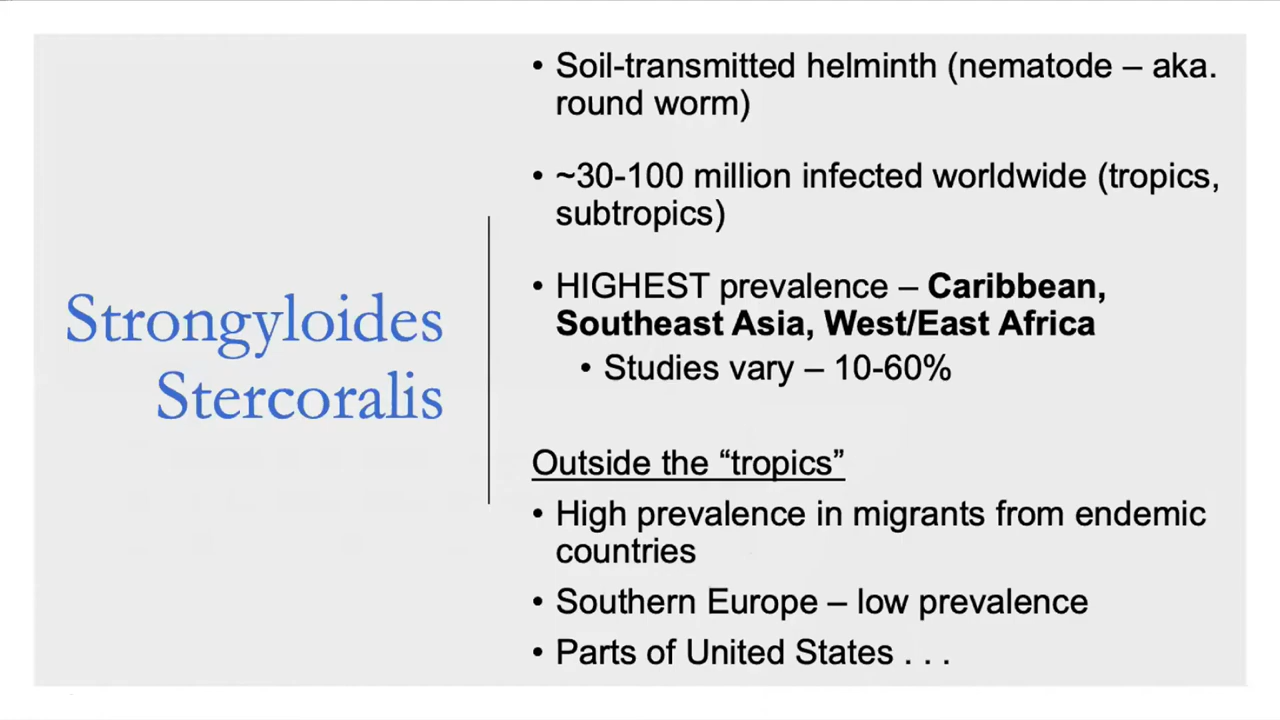 Strongyloides
Stercoralis
• Soil-transmitted helminth (nematode – aka.
round worm)
• ~30-100 million infected worldwide (tropics,
subtropics)
• HIGHEST prevalence – Caribbean,
Southeast Asia, West/East Africa
• Studies vary – 10-60%
Outside the “tropics”
• High prevalence in migrants from endemic
countries
• Southern Europe – low prevalence
• Parts of United States . . .